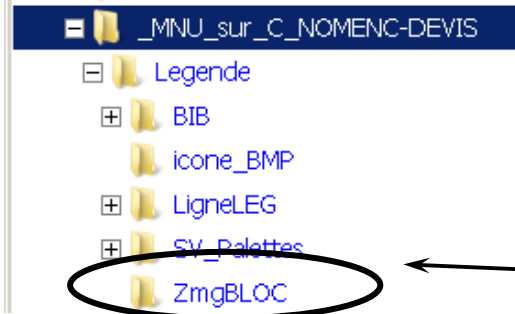 _MNU_sur_C_NOMENC-DEVIS
Legende
BIB
icone_BMP
LigneLEG
SV_Palettes
ZmgBLOC